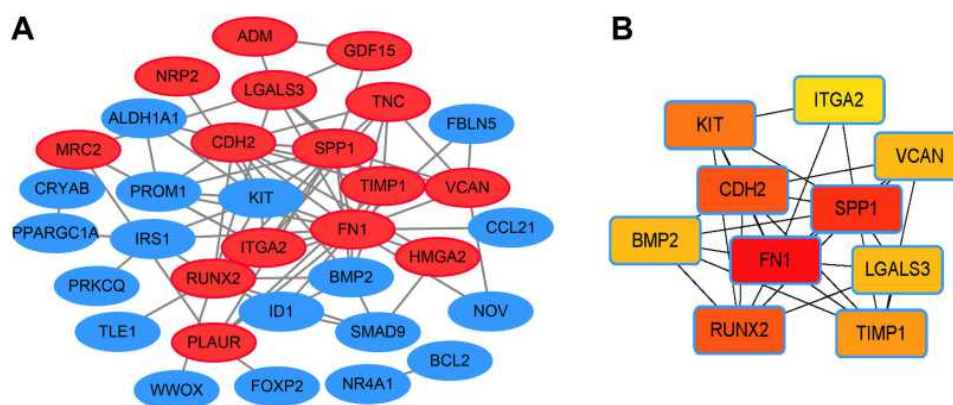 A
ADM
GDF15
NRP2
LGALS3
TNC
ALDH1A1
FBLN5
CDH2
SPP1
MRC2
TIMP1
VCAN
CRYAB
PROM1
KIT
FN1
CCL21
PPARGC1A
IRS1
ITGA2
HMGA2
RUNX2
BMP2
PRKCQ
ID1
NOV
TLE1
SMAD9
PLAUR
BCL2
WWOX
FOXP2
NR4A1
B
ITGA2
KIT
VCAN
CDH2
SPP1
BMP2
FN1
LGALS3
RUNX2
TIMP1